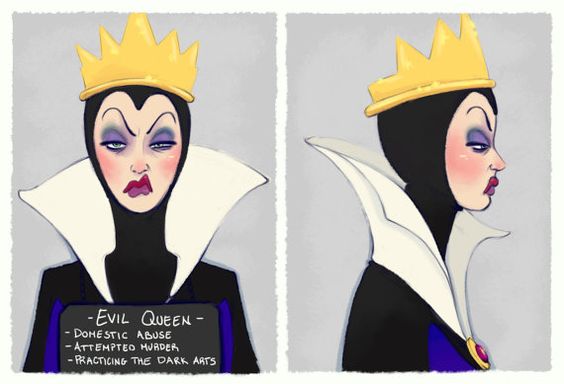 - EVIL QUEEN -
- DOMESTIC ABUSE
- ATTEMPTED MURDER
- PRACTICING THE DARK ARTS